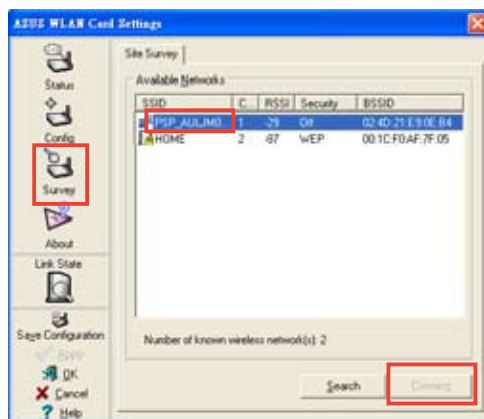 ASUS WLAN Card Settings
Status
Config
Survey
About
Link State
Save Configuration
Apply
OK
Cancel
Help
Site Survey
Available Networks
SSID C... RSSI Security BSSID
PSP_AULJM0... 1 -29 Off 02:4D:21:E9:0E:B4
HOME 2 -87 WEP 00:1C:F0:AF:7F:05
Number of known wireless network(s): 2
Search Connect